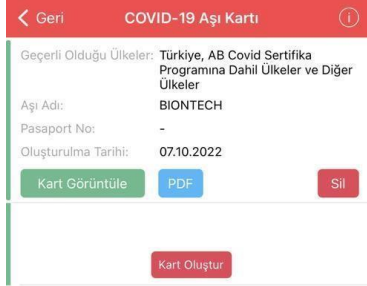 Geri COVID-19 Aşı Kartı
Geçerli Olduğu Ülkeler: Türkiye, AB Covid Sertifika
Programına Dahil Ülkeler ve Diğer
Ülkeler
Aşı Adı: BIONTECH
Pasaport No: -
Oluşturulma Tarihi: 07.10.2022
Kart Görüntüle PDF Sil
Kart Oluştur